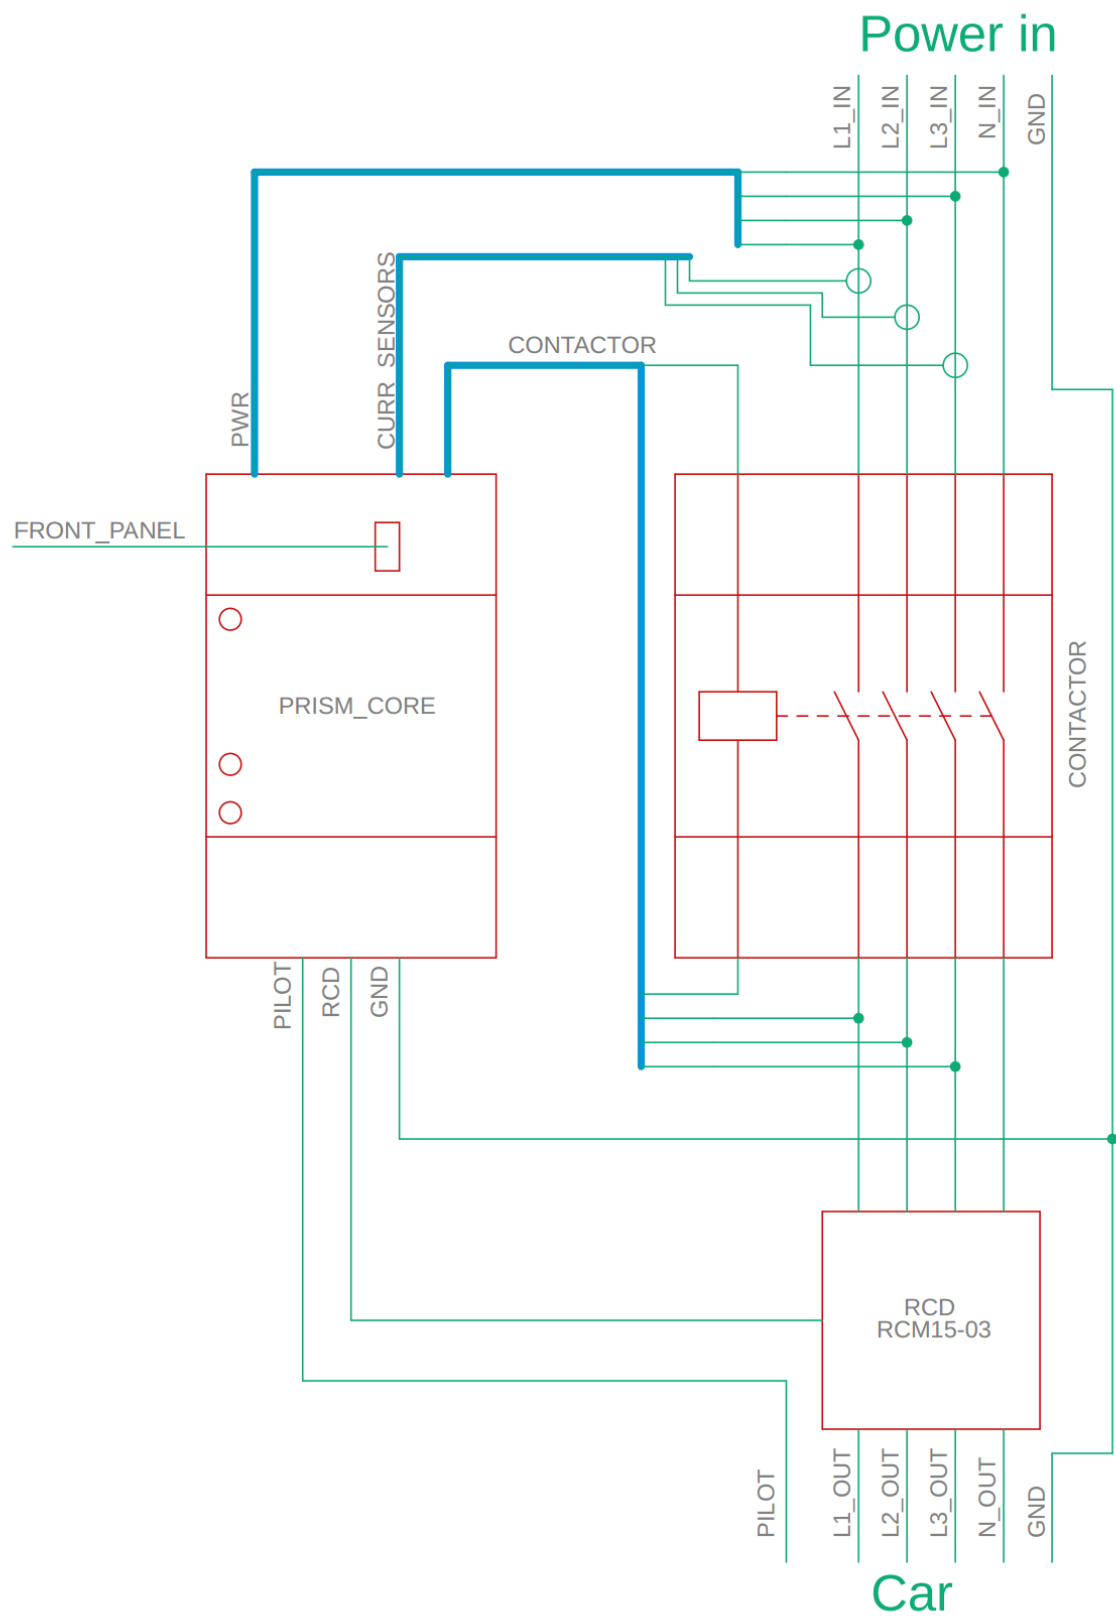 Power in
L1_IN
L2_IN
L3_IN
N_IN
GND
PWR
CURR_SENSORS
CONTACTOR
FRONT_PANEL
PRISM_CORE
CONTACTOR
PILOT
RCD
GND
RCD
RCM15-03
PILOT
L1_OUT
L2_OUT
L3_OUT
N_OUT
GND
Car